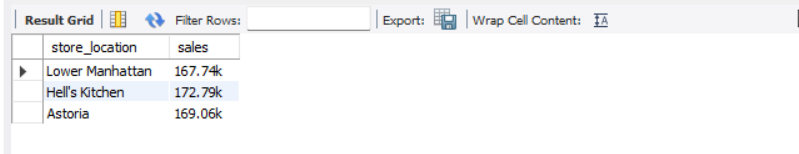 Result Grid Filter Rows: Export: Wrap Cell Content: IA
store_location sales
Lower Manhattan 167.74k
Hell's Kitchen 172.79k
Astoria 169.06k